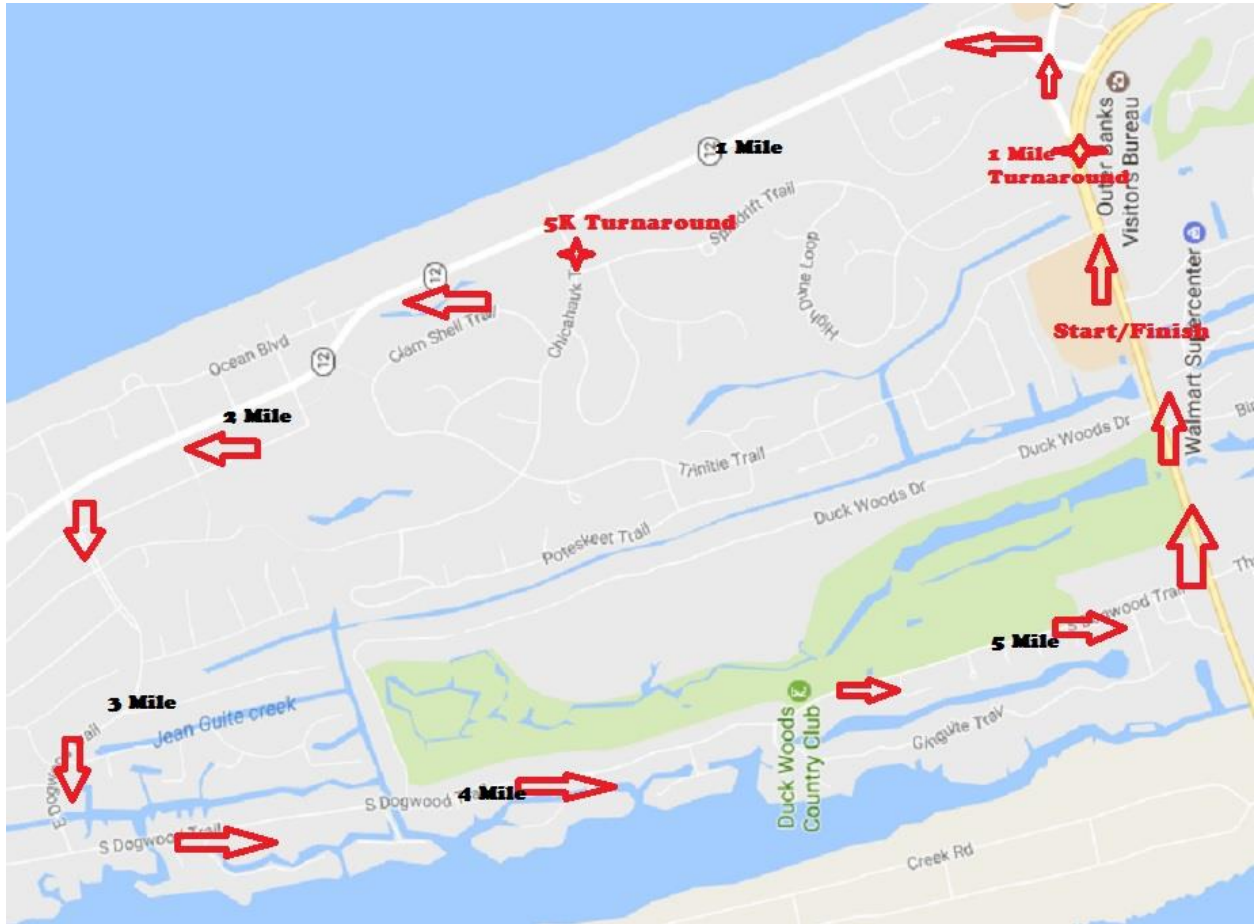 Outer Banks
Visitors Bureau
12
1 Mile
1 Mile
Turnaround
5K Turnaround
Spindrift Trail
12
High Dune Loop
Clam Shell Trail
Start/Finish
Walmart Supercenter
Ocean Blvd
12
2 Mile
Duck Woods Dr
Trinitie Trail
Duck Woods Dr
Poteskeet Trail
S Dogwood Trail
5 Mile
3 Mile
Jean Guite creek
Duck Woods
Country Club
S Dogwood Trail
4 Mile
S Dogwood Trail
Creek Rd